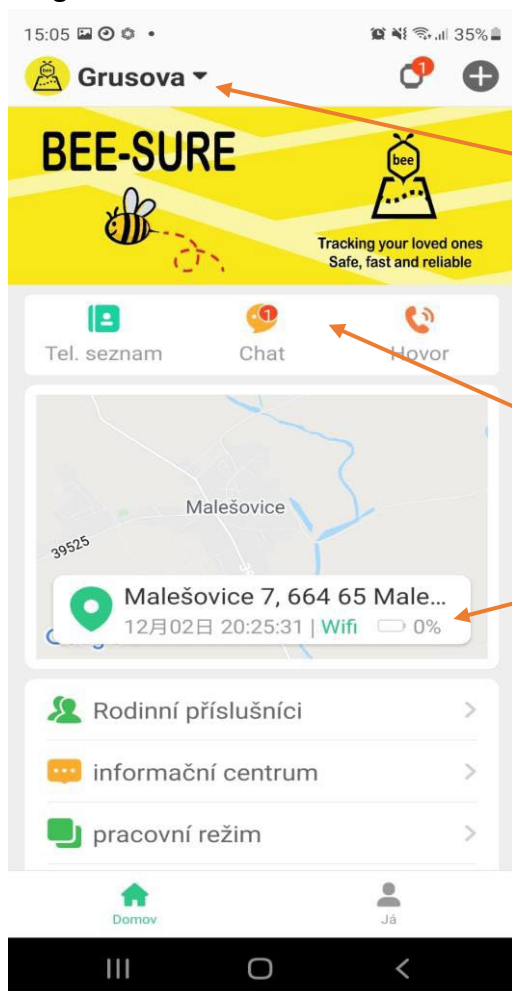 15:05 35%
Grusova 1
BEE-SURE
bee
Tracking your loved ones
Safe, fast and reliable
1
Tel. seznam Chat Hovor
Malešovice
39525
Malešovice 7, 664 65 Male...
12月02日 20:25:31 | Wifi 0%
Rodinní příslušníci
informační centrum
pracovní režim
Domov Já